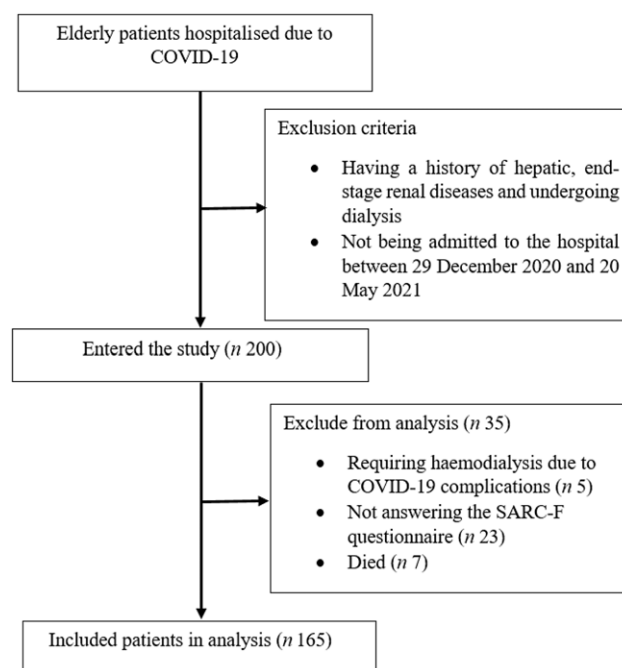 Elderly patients hospitalised due to
COVID-19
Exclusion criteria
• Having a history of hepatic, end-
stage renal diseases and undergoing
dialysis
• Not being admitted to the hospital
between 29 December 2020 and 20
May 2021
Entered the study (n 200)
Exclude from analysis (n 35)
• Requiring haemodialysis due to
COVID-19 complications (n 5)
• Not answering the SARC-F
questionnaire (n 23)
• Died (n 7)
Included patients in analysis (n 165)